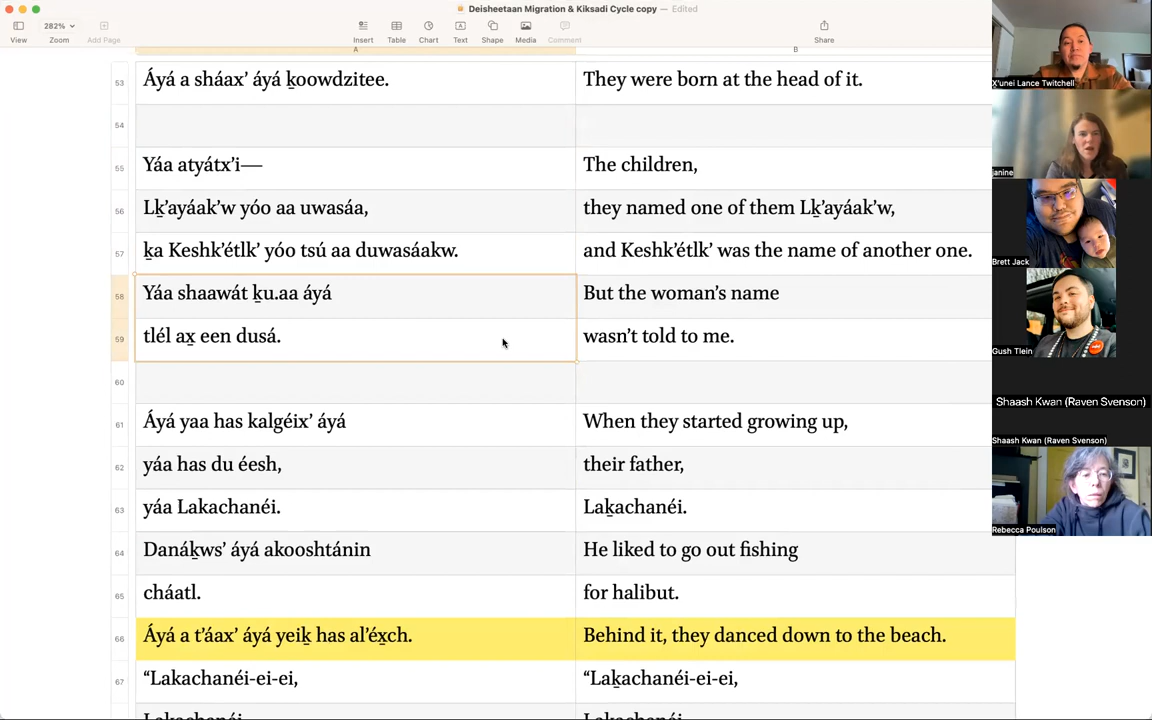 Deisheetaan Migration & Kiksadi Cycle copy — Edited
282%
View Zoom Add Page Insert Table Chart Text Shape Media Comment Share
A B
53 Áyá a sháax’ áyá ḵoowdzitee. They were born at the head of it.
54
55 Yáa atyátx’i— The children,
56 Lḵ’ayáak’w yóo aa uwasáa, they named one of them Lḵ’ayáak’w,
57 ḵa Keshk’étlk’ yóo tsú aa duwasáakw. and Keshk’étlk’ was the name of another one.
58 Yáa shaawát ḵu.aa áyá But the woman’s name
59 tlél ax̱ een dusá. wasn’t told to me.
60
61 Áyá yaa has kalgéix’ áyá When they started growing up,
62 yáa has du éesh, their father,
63 yáa Lakachanéi. Laḵachanéi.
64 Danáḵws’ áyá akooshtánin He liked to go out fishing
65 cháatl. for halibut.
66 Áyá a t’áax’ áyá yeiḵ has al’éx̱ch. Behind it, they danced down to the beach.
67 “Lakachanéi-ei-ei, “Laḵachanéi-ei-ei,
X̱'unei Lance Twitchell
janine
Brett Jack
Gush Tlein
Shaash Kwan (Raven Svenson)
Shaash Kwan (Raven Svenson)
Rebecca Poulson